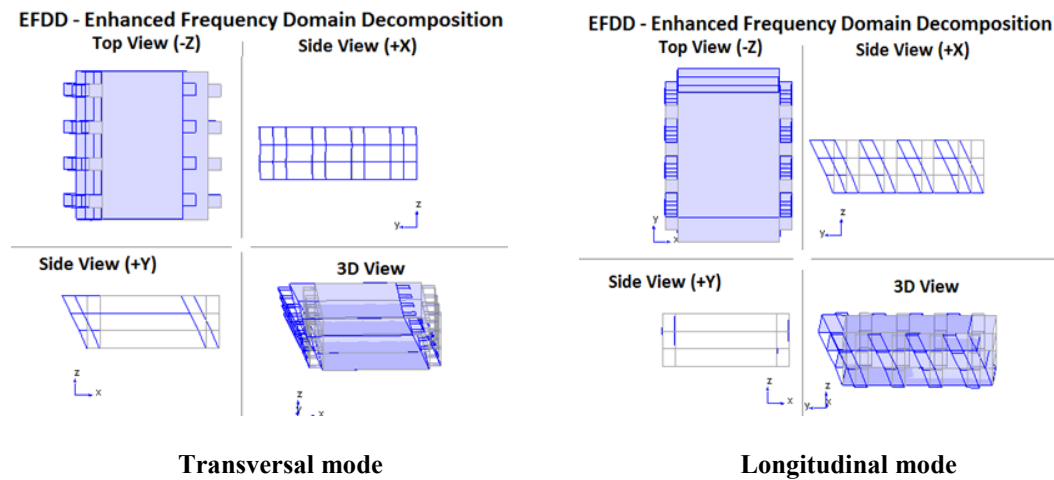 EFDD - Enhanced Frequency Domain Decomposition
Top View (-Z)
Side View (+X)
z
y
Side View (+Y)
3D View
z
x
z
y
x
Transversal mode
EFDD - Enhanced Frequency Domain Decomposition
Top View (-Z)
Side View (+X)
y
x
z
y
Side View (+Y)
3D View
z
x
z
y
x
Longitudinal mode